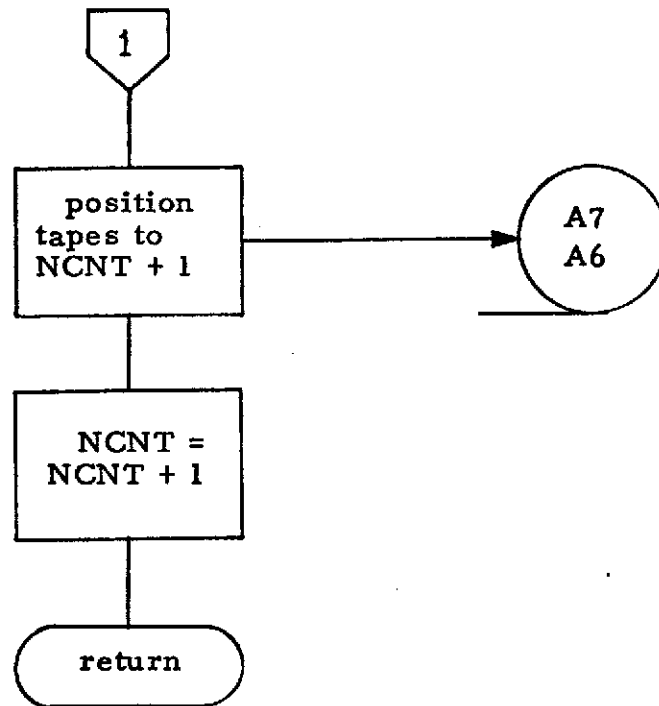 1
position
tapes to
NCNT + 1
A7
A6
NCNT =
NCNT + 1
return